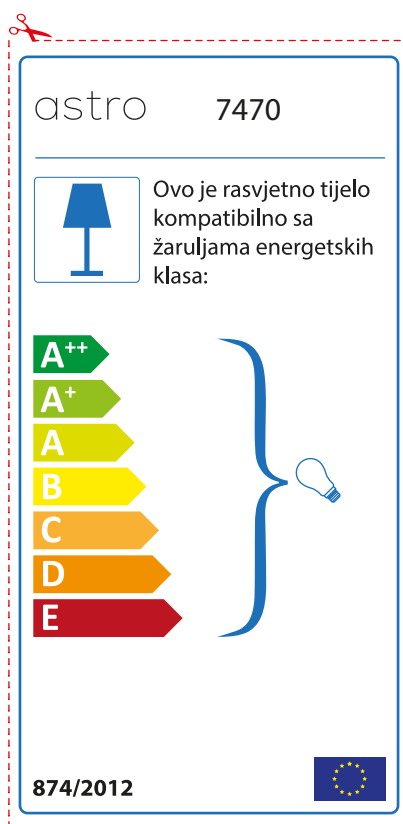 astro 7470
Ovo je rasvjetno tijelo
kompatibilno sa
žaruljama energetskih
klasa:
A++
A+
A
B
C
D
E
874/2012